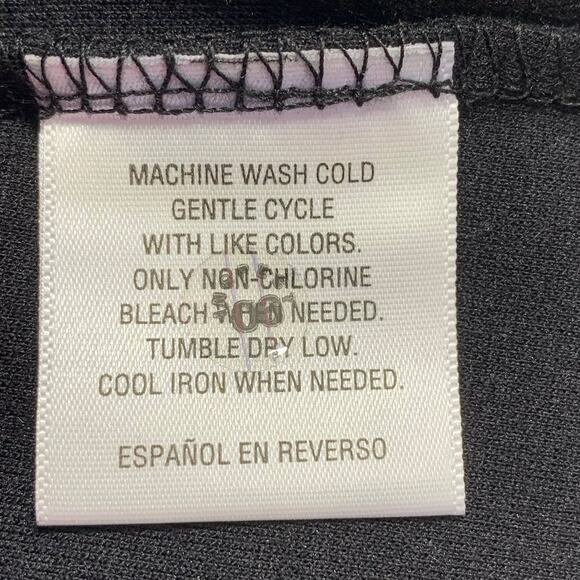 MACHINE WASH COLD
GENTLE CYCLE
WITH LIKE COLORS.
ONLY NON-CHLORINE
BLEACH WHEN NEEDED.
TUMBLE DRY LOW.
COOL IRON WHEN NEEDED.
ESPAÑOL EN REVERSO